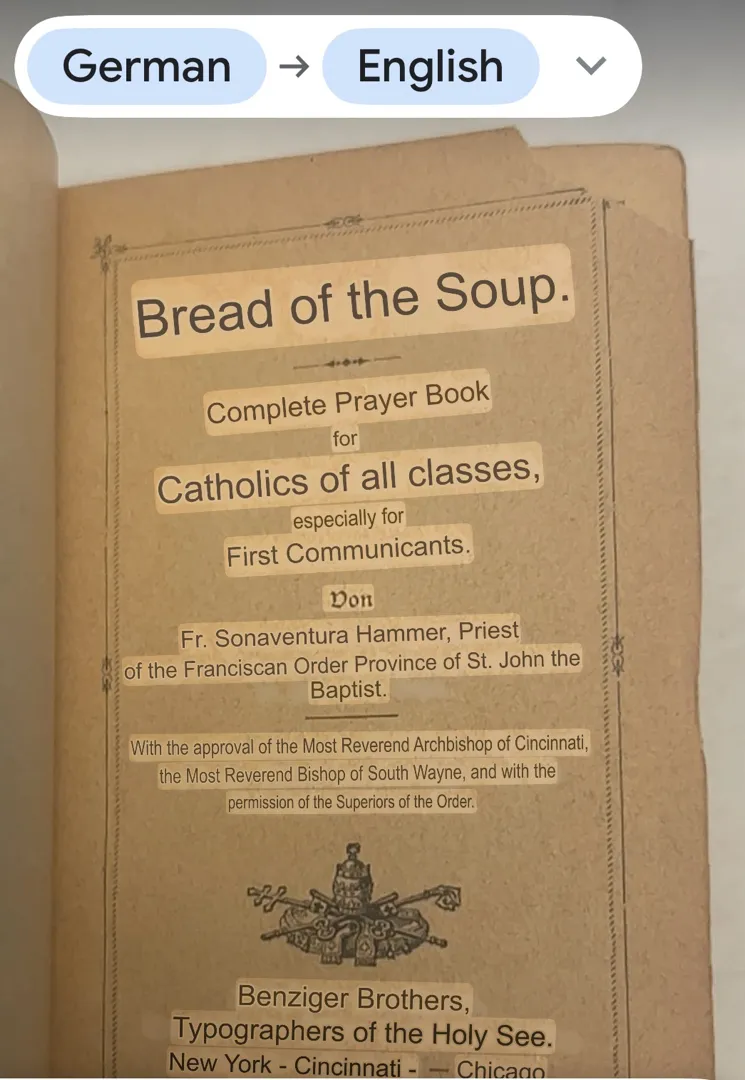 German → English
Bread of the Soup.
Complete Prayer Book
for
Catholics of all classes,
especially for
First Communicants.
Von
Fr. Sonaventura Hammer, Priest
of the Franciscan Order Province of St. John the
Baptist.
With the approval of the Most Reverend Archbishop of Cincinnati,
the Most Reverend Bishop of South Wayne, and with the
permission of the Superiors of the Order.
Benziger Brothers,
Typographers of the Holy See.
New York - Cincinnati - — Chicago